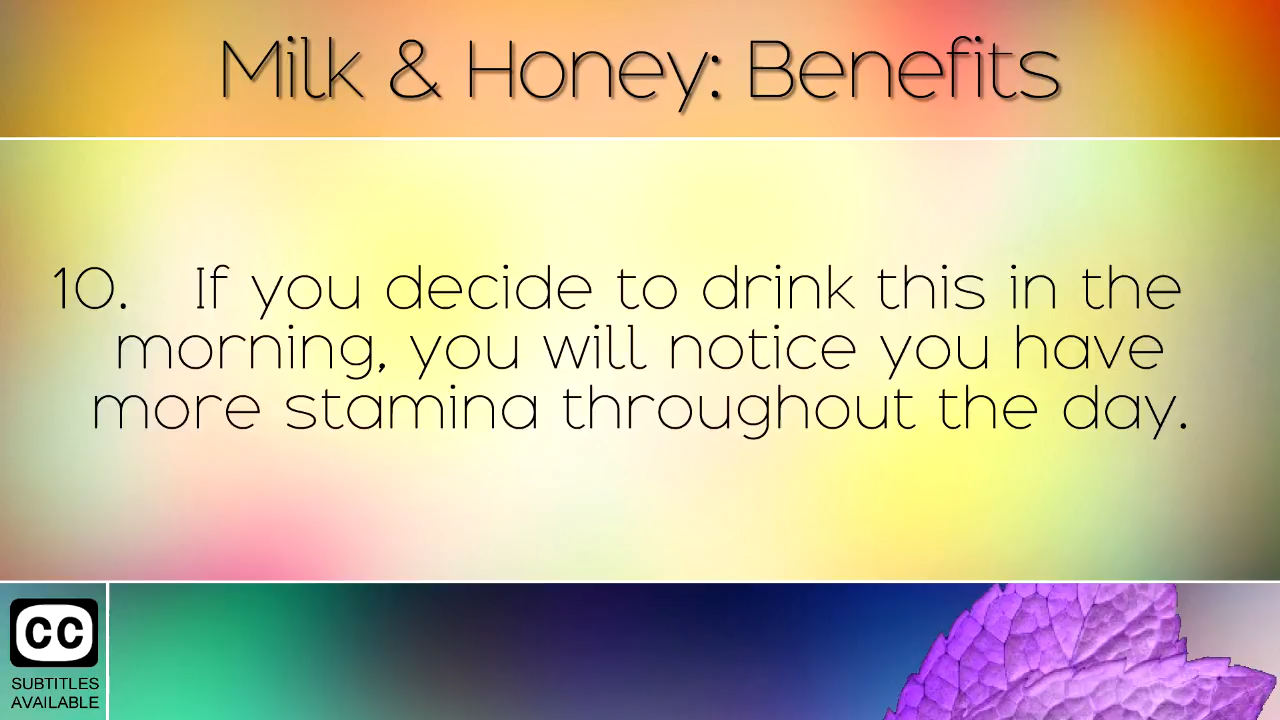 Milk & Honey: Benefits
10. If you decide to drink this in the
morning, you will notice you have
more stamina throughout the day.
CC
SUBTITLES
AVAILABLE